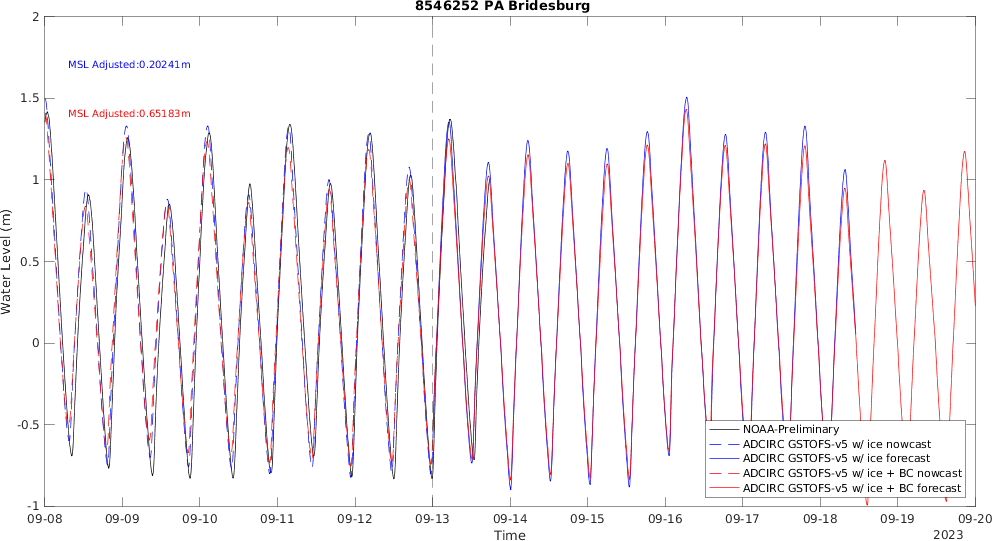 8546252 PA Bridesburg
MSL Adjusted:0.20241m
MSL Adjusted:0.65183m
Water Level (m)
2
1.5
1
0.5
0
-0.5
-1
NOAA-Preliminary
ADCIRC GSTOFS-v5 w/ ice nowcast
ADCIRC GSTOFS-v5 w/ ice forecast
ADCIRC GSTOFS-v5 w/ ice + BC nowcast
ADCIRC GSTOFS-v5 w/ ice + BC forecast
09-08 09-09 09-10 09-11 09-12 09-13 09-14 09-15 09-16 09-17 09-18 09-19 09-20
Time
2023